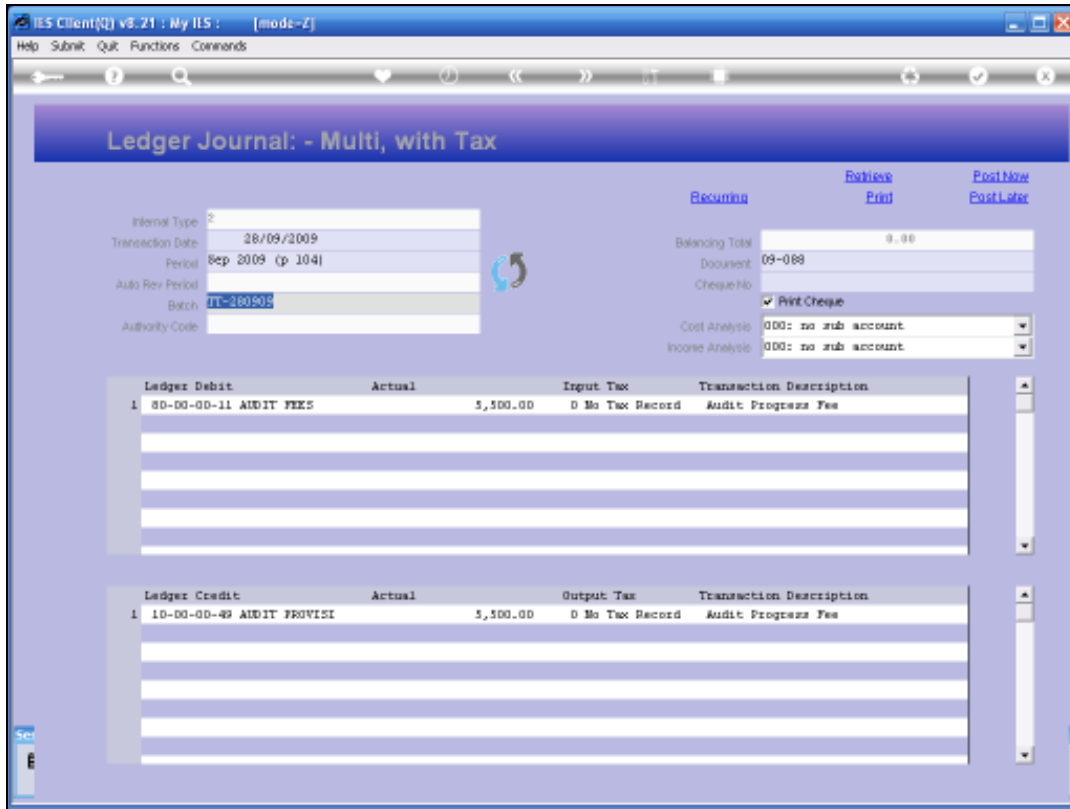 IES Client(Q) v8.21 : My IES : [mode-Z]
Help Submit Quit Functions Commands
Ledger Journal: - Multi, with Tax
Retrieve Post Now
Recurring Print Post Later
Internal Type 2
Transaction Date 28/09/2009 Balancing Total 0.00
Period Sep 2009 (p 104) Document 09-088
Auto Rev Period Cheque No
Batch TT-280909 Print Cheque
Authority Code Cost Analysis 000: no sub account
Income Analysis 000: no sub account
Ledger Debit Actual Input Tax Transaction Description
1 80-00-00-11 AUDIT FEES 5,500.00 0 No Tax Record Audit Progress Fee
Ledger Credit Actual Output Tax Transaction Description
1 10-00-00-49 AUDIT PROVISI 5,500.00 0 No Tax Record Audit Progress Fee